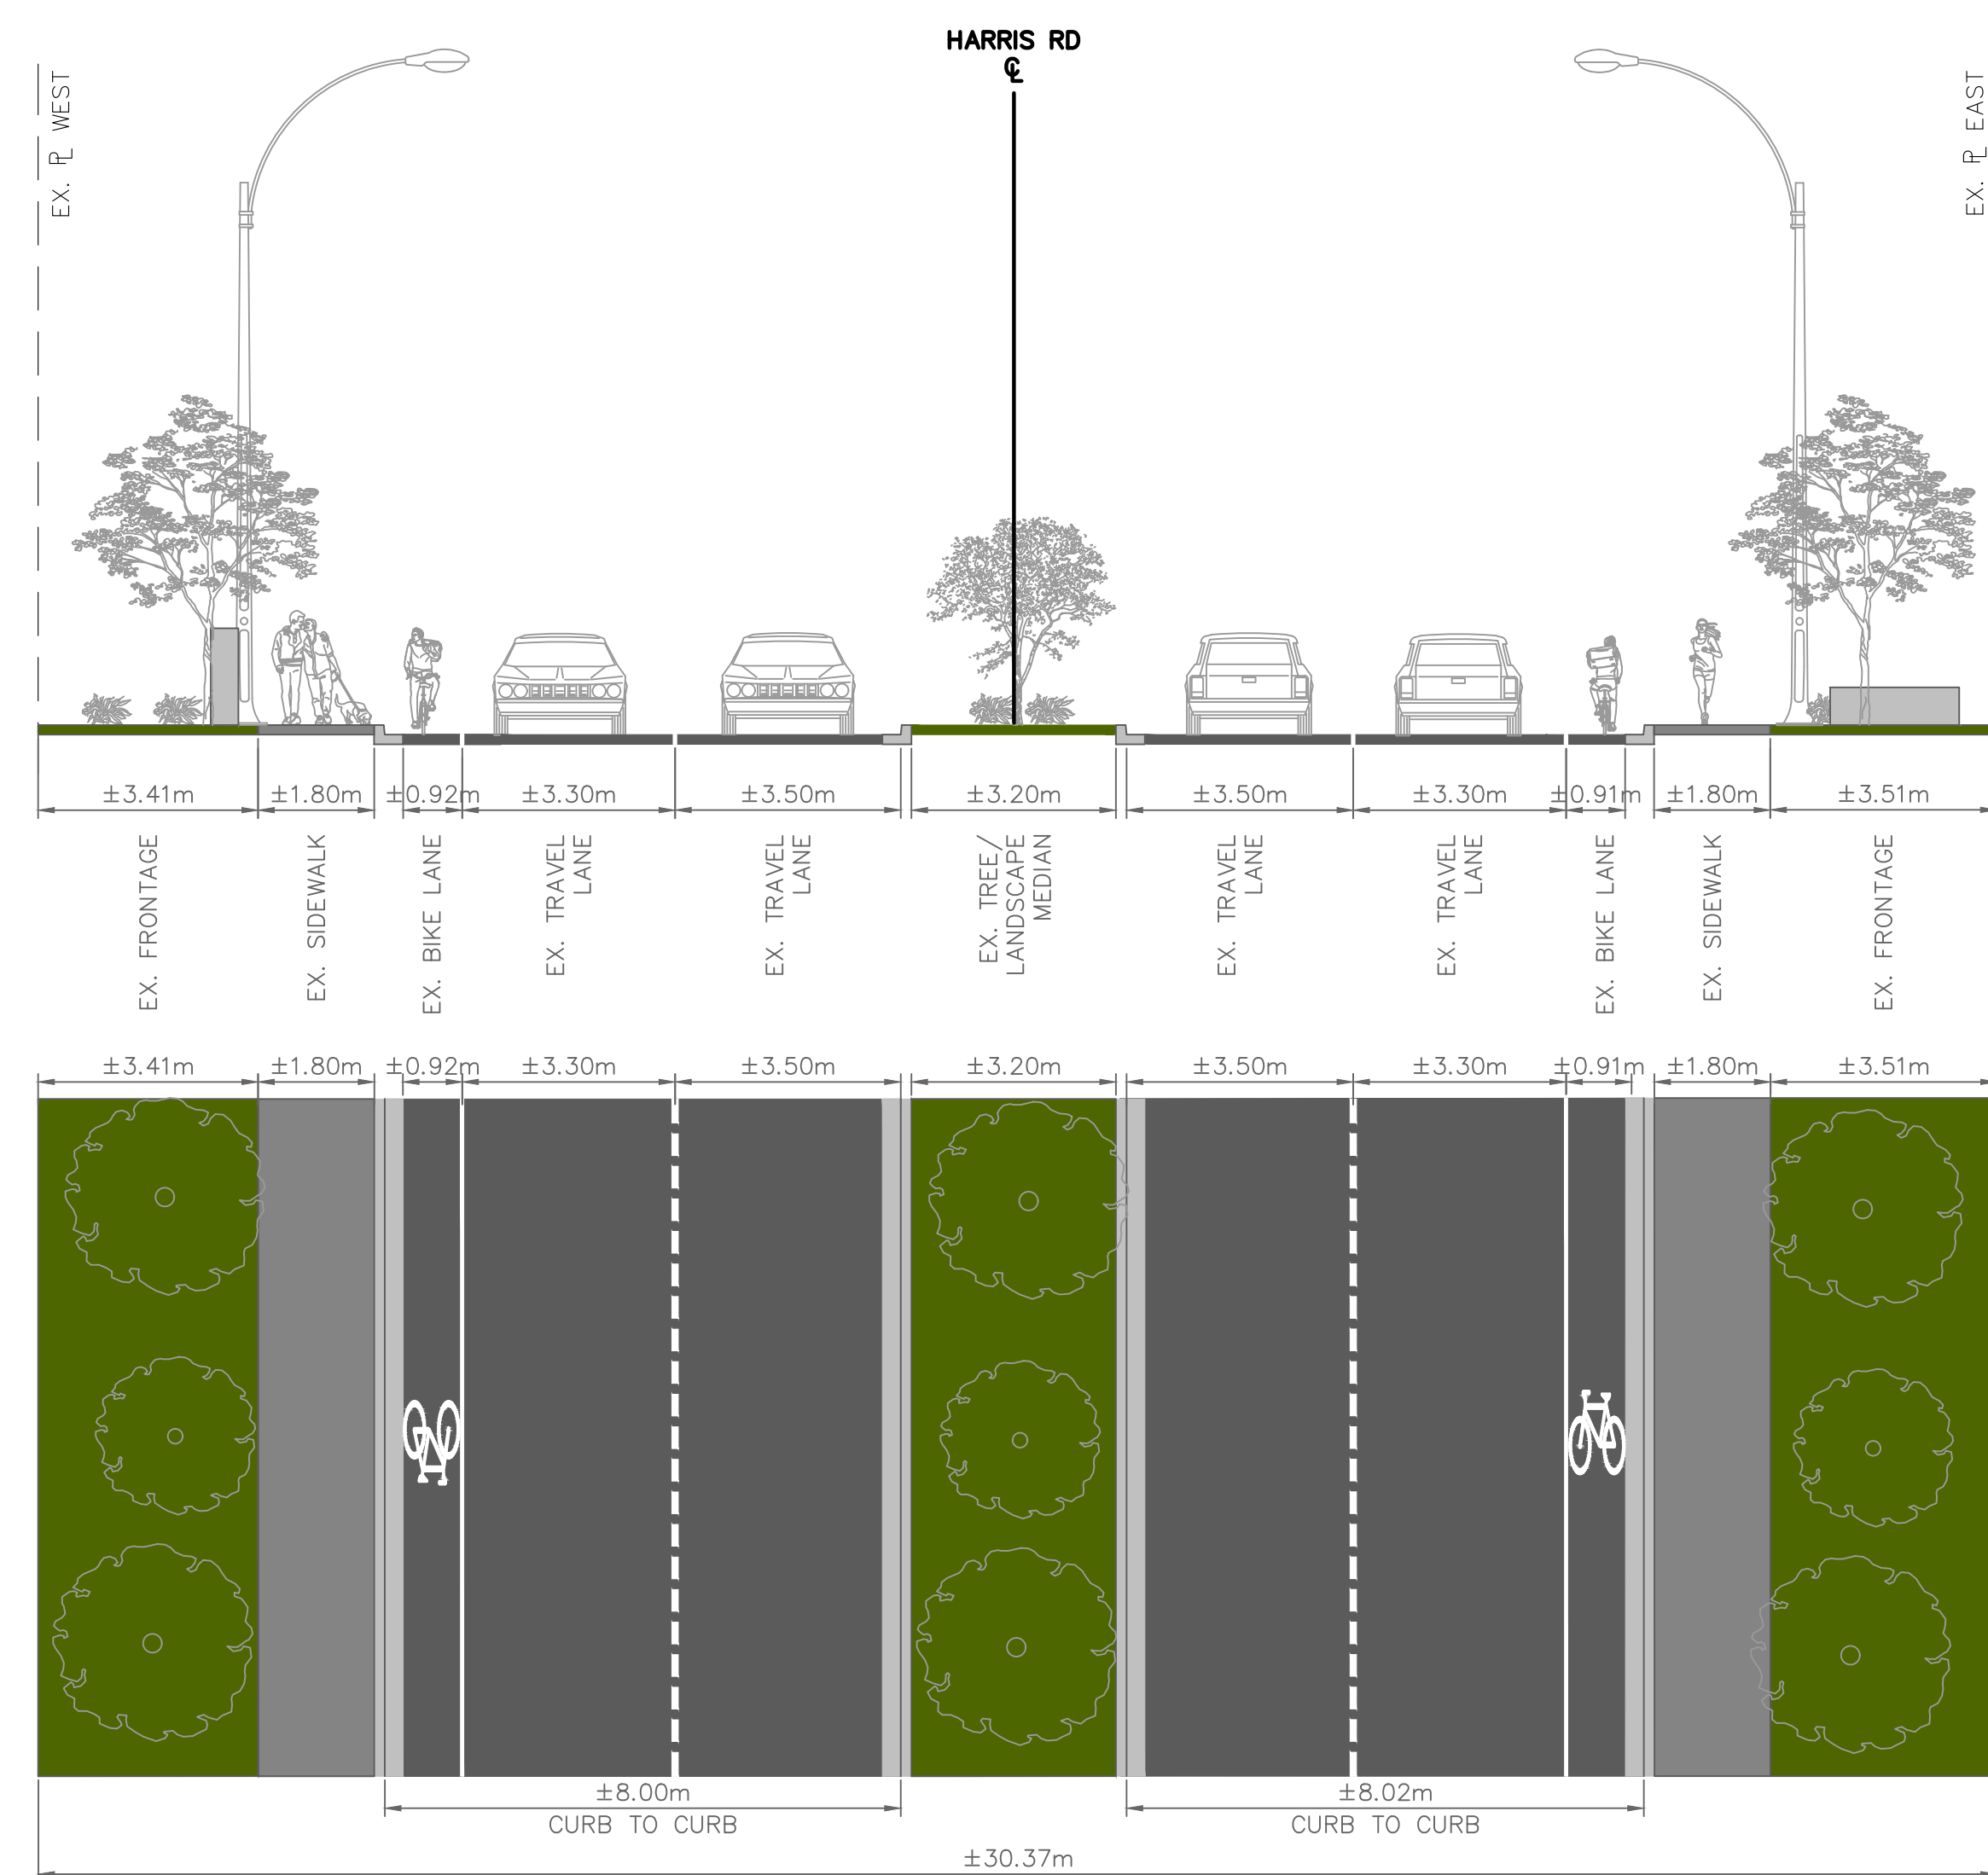 HARRIS RD
℄
EX. ⅊ WEST
EX. ⅊ EAST
±3.41m
±1.80m
±0.92m
±3.30m
±3.50m
±3.20m
±3.50m
±3.30m
±0.91m
±1.80m
±3.51m
EX. FRONTAGE
EX. SIDEWALK
EX. BIKE LANE
EX. TRAVEL
LANE
EX. TRAVEL
LANE
EX. TREE/
LANDSCAPE
MEDIAN
EX. TRAVEL
LANE
EX. TRAVEL
LANE
EX. BIKE LANE
EX. SIDEWALK
EX. FRONTAGE
±3.41m
±1.80m
±0.92m
±3.30m
±3.50m
±3.20m
±3.50m
±3.30m
±0.91m
±1.80m
±3.51m
±8.00m
CURB TO CURB
±8.02m
CURB TO CURB
±30.37m